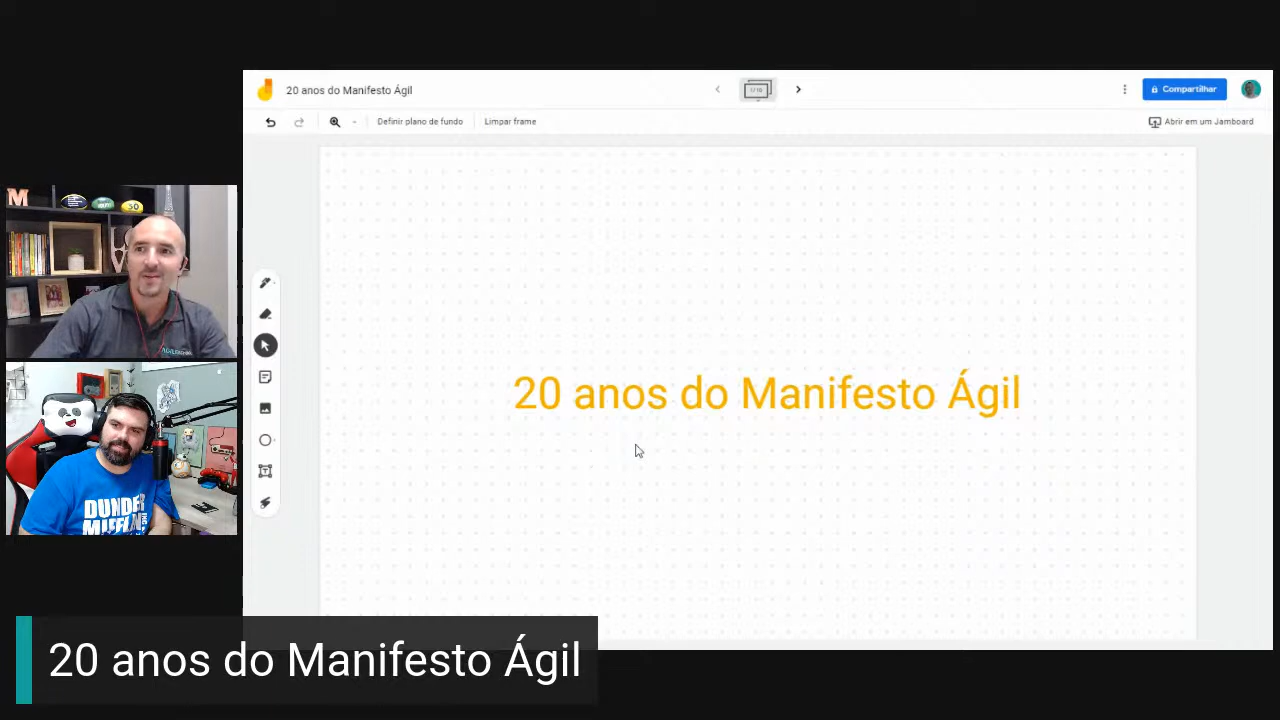 20 anos do Manifesto Ágil
Compartilhar
Definir plano de fundo
Limpar frame
Abrir em um Jamboard
M
20 anos do Manifesto Ágil
DUNDER
MIFFLIN
20 anos do Manifesto Ágil